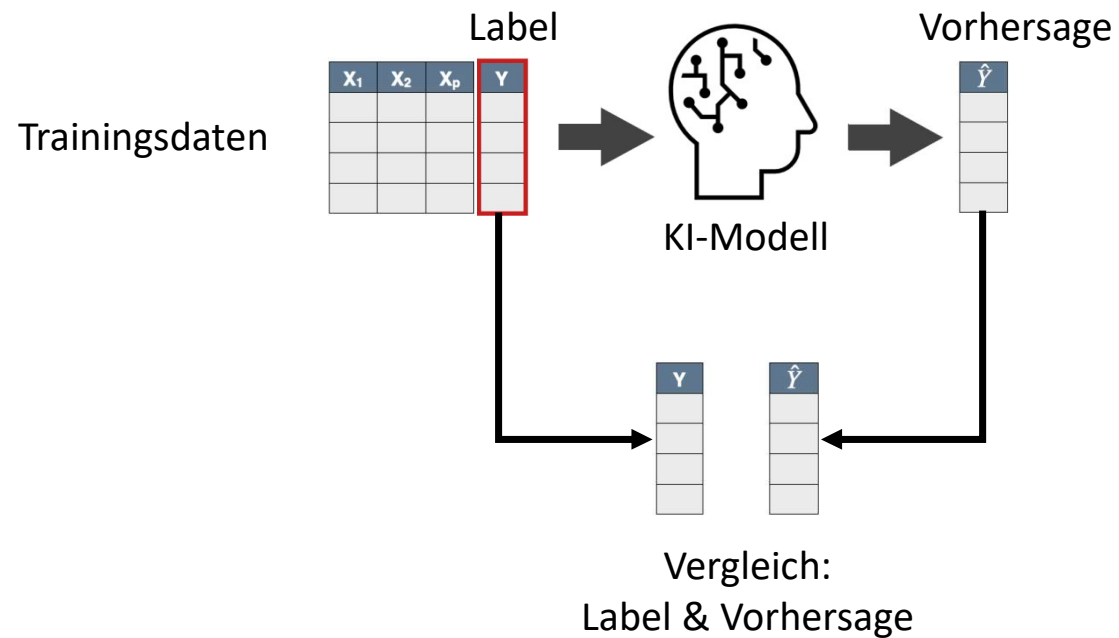 Label
Vorhersage
X₁ X₂ Xₚ Y
Ŷ
Trainingsdaten
KI-Modell
Y
Ŷ
Vergleich:
Label & Vorhersage